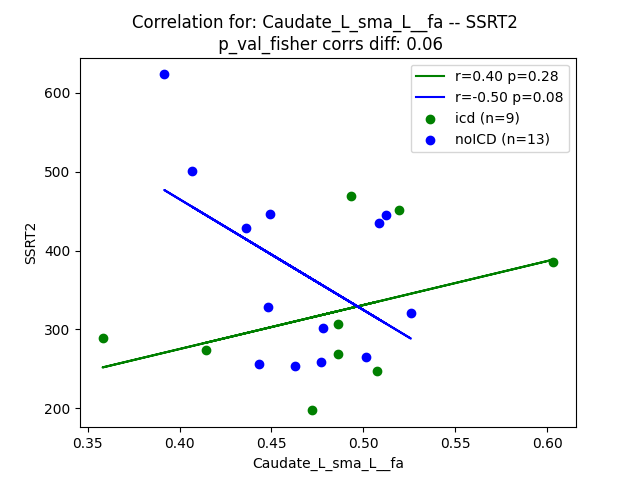 Correlation for: Caudate_L_sma_L__fa -- SSRT2
p_val_fisher corrs diff: 0.06
r=0.40 p=0.28
r=-0.50 p=0.08
icd (n=9)
noICD (n=13)
SSRT2
600
500
400
300
200
0.35 0.40 0.45 0.50 0.55 0.60
Caudate_L_sma_L__fa